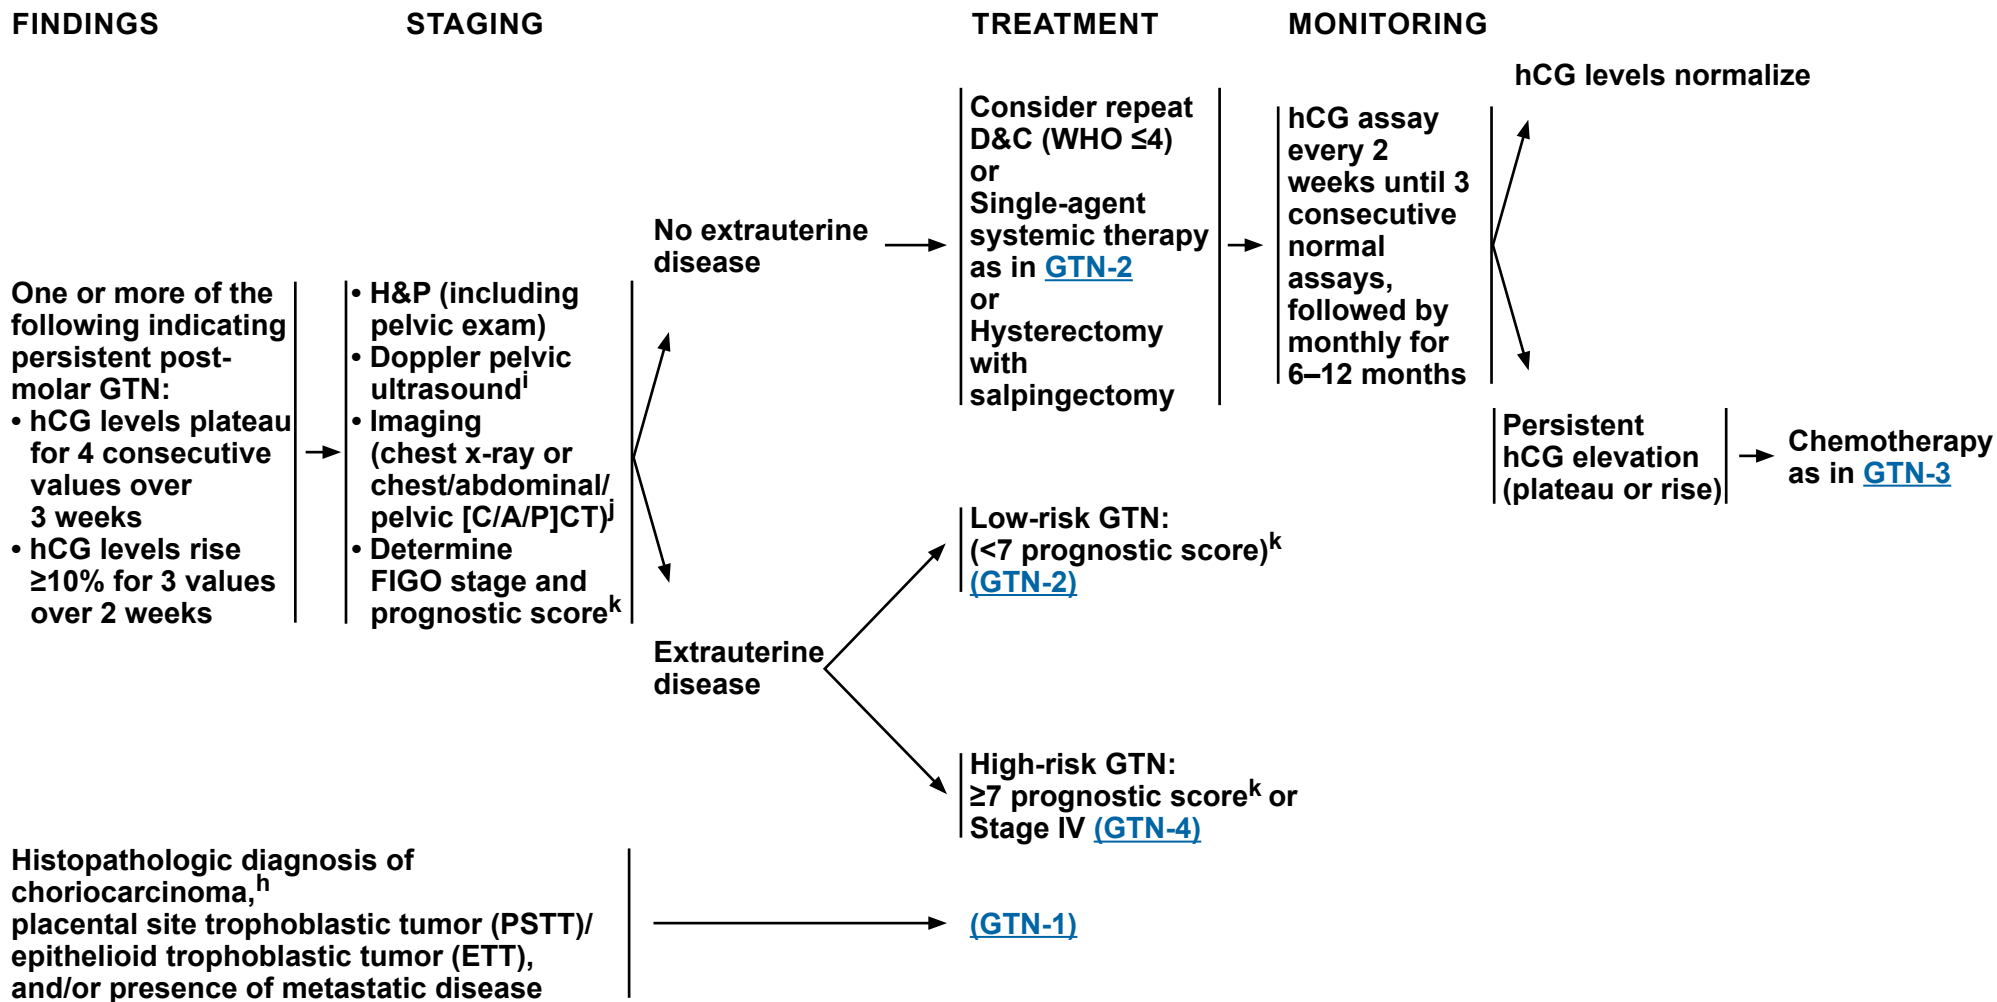 FINDINGS
STAGING
TREATMENT
MONITORING
One or more of the
following indicating
persistent post-
molar GTN:
• hCG levels plateau
for 4 consecutive
values over
3 weeks
• hCG levels rise
≥10% for 3 values
over 2 weeks
• H&P (including
pelvic exam)
• Doppler pelvic
ultrasoundi
• Imaging
(chest x-ray or
chest/abdominal/
pelvic [C/A/P]CT)j
• Determine
FIGO stage and
prognostic scorek
No extrauterine
disease
Consider repeat
D&C (WHO ≤4)
or
Single-agent
systemic therapy
as in GTN-2
or
Hysterectomy
with
salpingectomy
hCG assay
every 2
weeks until 3
consecutive
normal
assays,
followed by
monthly for
6–12 months
hCG levels normalize
Persistent
hCG elevation
(plateau or rise)
Chemotherapy
as in GTN-3
Extrauterine
disease
Low-risk GTN:
(<7 prognostic score)k
(GTN-2)
High-risk GTN:
≥7 prognostic scorek or
Stage IV (GTN-4)
Histopathologic diagnosis of
choriocarcinoma,h
placental site trophoblastic tumor (PSTT)/
epithelioid trophoblastic tumor (ETT),
and/or presence of metastatic disease
(GTN-1)